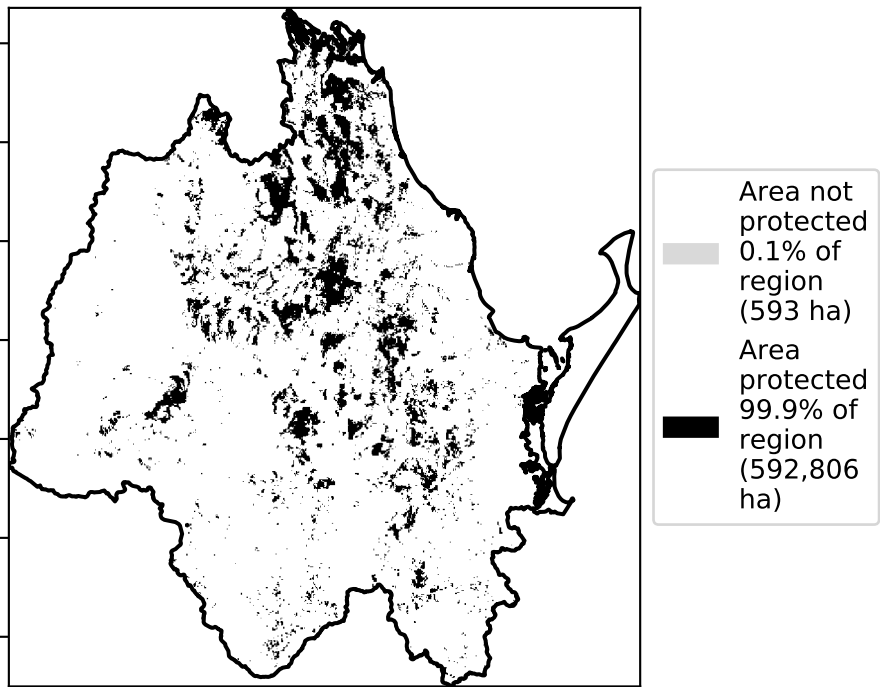 Area not
protected
0.1% of
region
(593 ha)
Area
protected
99.9% of
region
(592,806
ha)